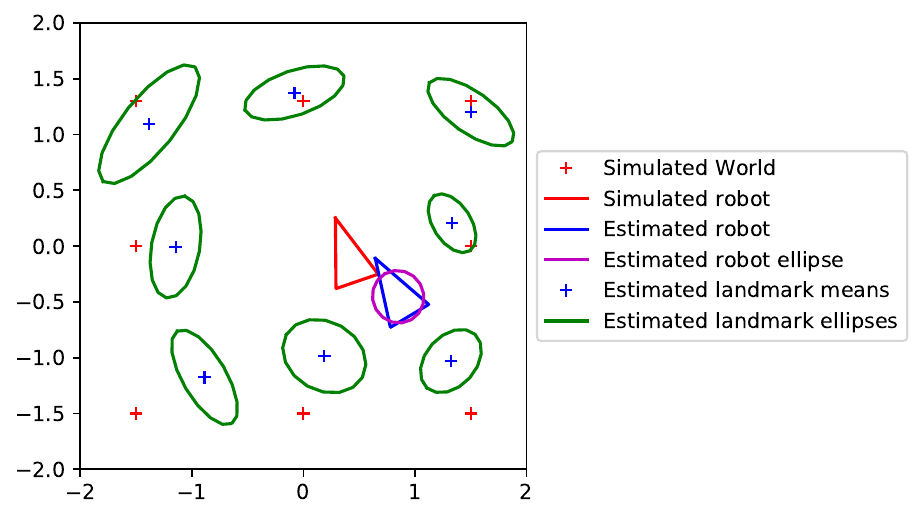 2.0
1.5
1.0
0.5
0.0
−0.5
−1.0
−1.5
−2.0
−2 −1 0 1 2
Simulated World
Simulated robot
Estimated robot
Estimated robot ellipse
Estimated landmark means
Estimated landmark ellipses